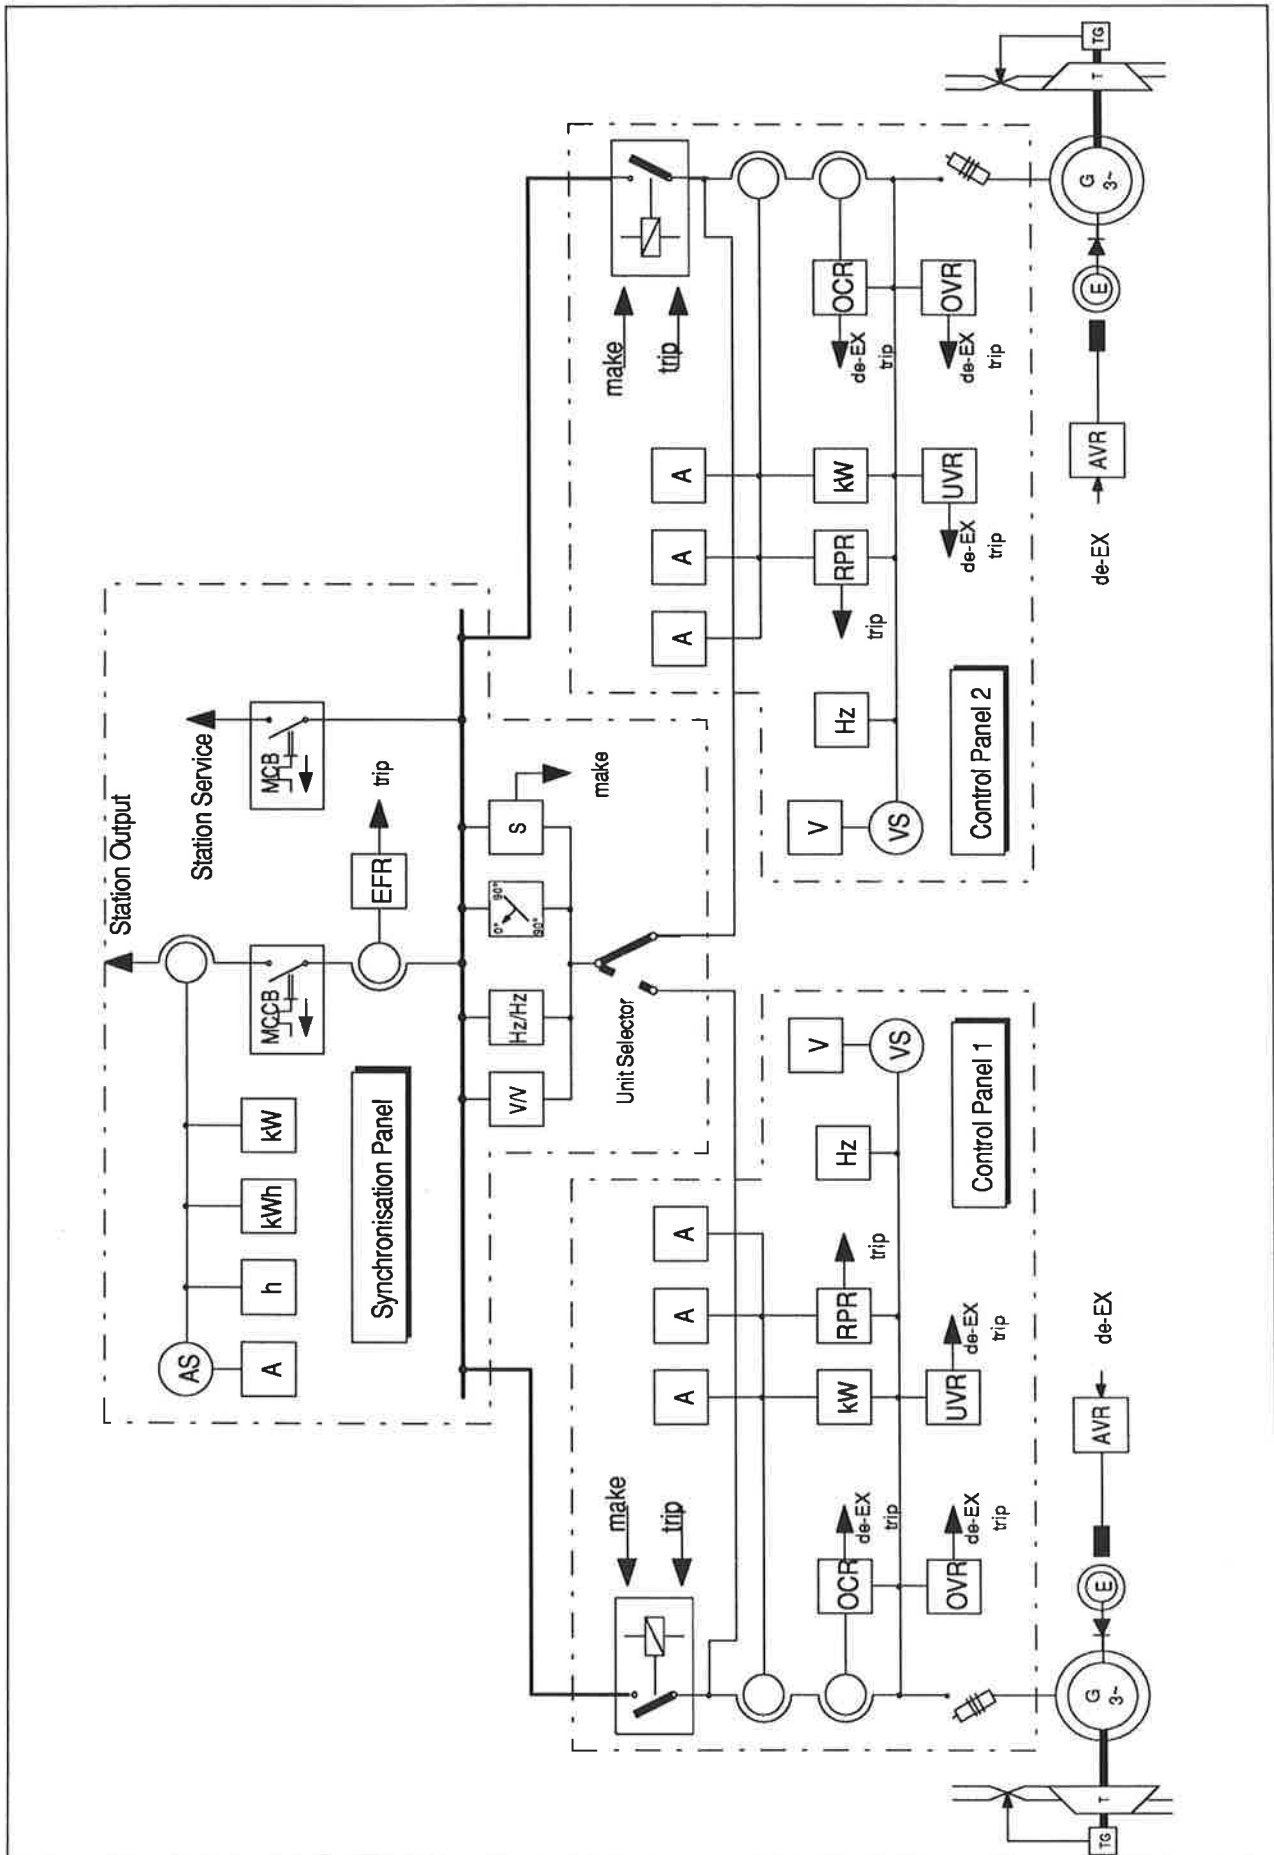 Station Output
Station Service
AS
A
h
kWh
kW
MCCB
MCB
Synchronisation Panel
EFR
trip
V/V
Hz/Hz
0° 90°
90°
S
make
Unit Selector
make
trip
make
trip
A
A
A
A
A
A
V
V
OCR
de-EX
trip
kW
RPR
trip
Hz
VS
VS
Hz
RPR
trip
kW
OCR
de-EX
trip
OVR
de-EX
trip
UVR
de-EX
trip
Control Panel 1
Control Panel 2
UVR
de-EX
trip
OVR
de-EX
trip
TG
T
G
3~
E
AVR
de-EX
de-EX
AVR
E
G
3~
T
TG